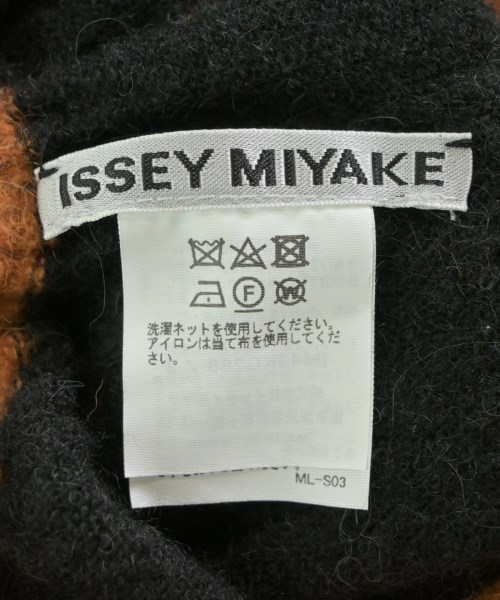 ISSEY MIYAKE
F
W
洗濯ネットを使用してください。
アイロンは当て布を使用してくだ
さい。
ML-S03